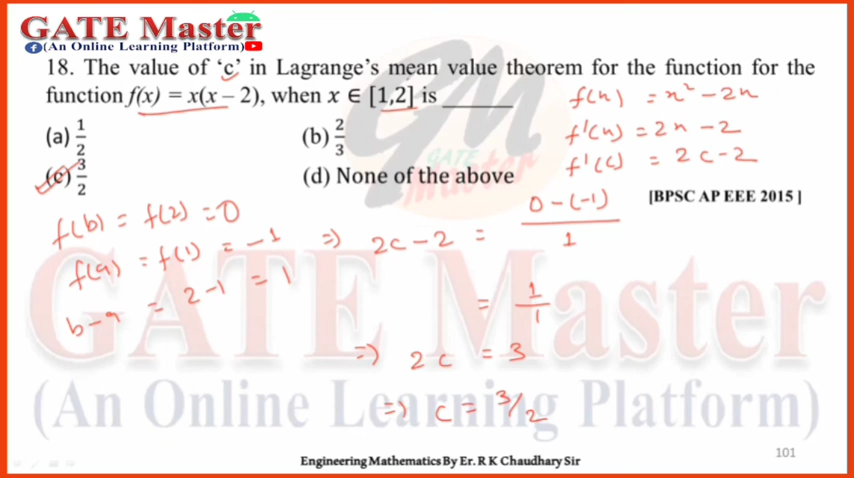 GATE Master
(An Online Learning Platform)
18. The value of 'c' in Lagrange's mean value theorem for the function for the
function f(x) = x(x – 2), when x ∈ [1,2] is ______
(a) 1/2
(b) 2/3
(c) 3/2
(d) None of the above
[BPSC AP EEE 2015 ]
f(x) = x² - 2x
f'(x) = 2x - 2
f'(c) = 2c - 2
f(b) = f(2) = 0
f(a) = f(1) = -1
b-a = 2-1 = 1
=) 2c - 2 = 0 - (-1) / 1
= 1/1
=) 2c = 3
=) c = 3/2
GATE Master
GATE Master
(An Online Learning Platform)
101
Engineering Mathematics By Er. R K Chaudhary Sir